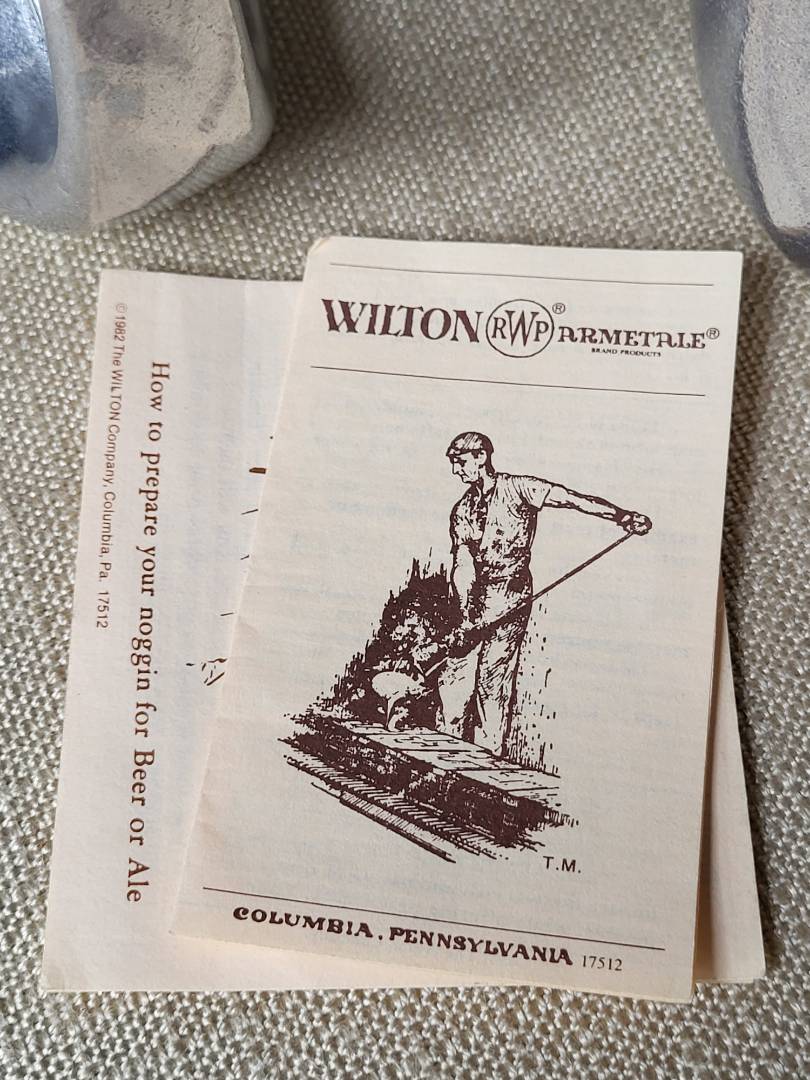 WILTON RWP® ARMETALE®
BRAND PRODUCTS
T.M.
COLUMBIA, PENNSYLVANIA 17512
How to prepare your noggin for Beer or Ale
©1982 The WILTON Company, Columbia, Pa. 17512